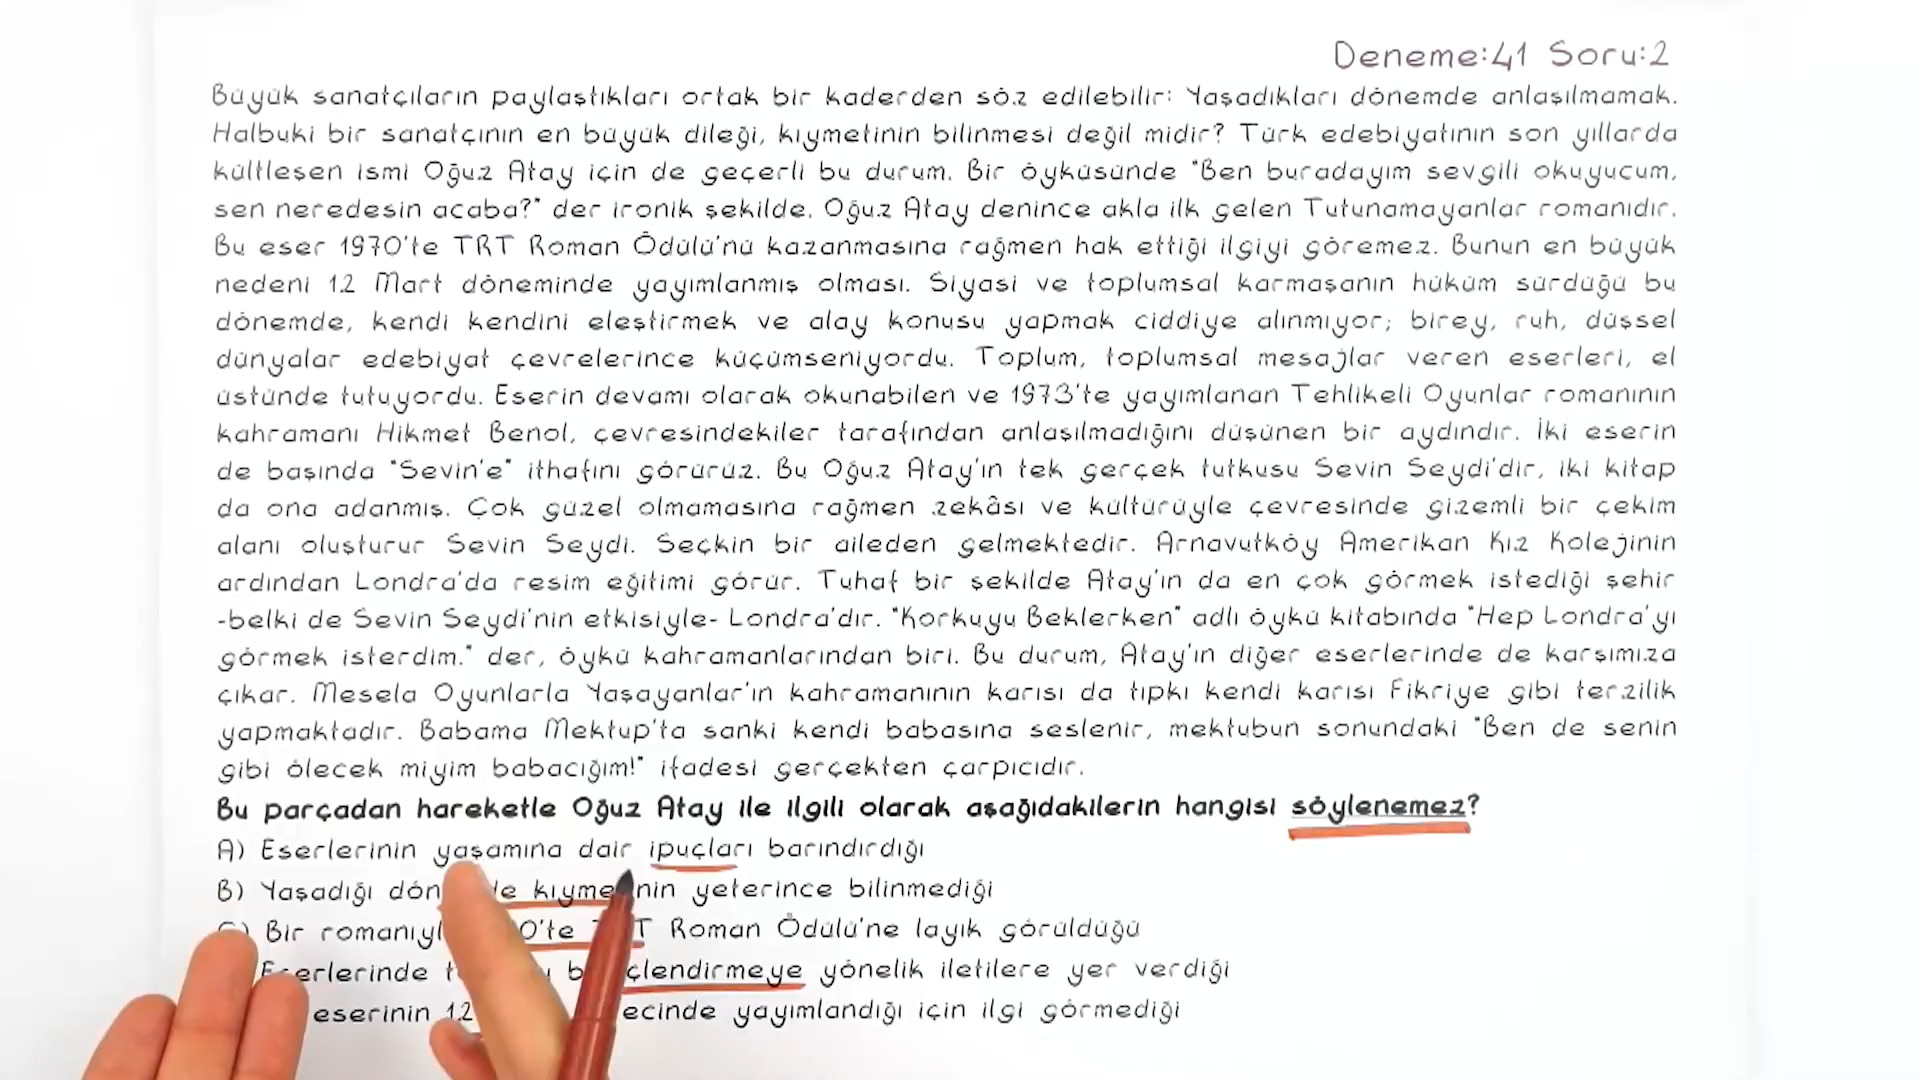 Deneme:41 Soru:2
Büyük sanatçıların paylaştıkları ortak bir kaderden söz edilebilir: Yaşadıkları dönemde anlaşılmamak.
Halbuki bir sanatçının en büyük dileği, kıymetinin bilinmesi değil midir? Türk edebiyatının son yıllarda
kültleşen ismi Oğuz Atay için de geçerli bu durum. Bir öyküsünde "Ben buradayım sevgili okuyucum,
sen neredesin acaba?" der ironik şekilde. Oğuz Atay denince akla ilk gelen Tutunamayanlar romanıdır.
Bu eser 1970'te TRT Roman Ödülü'nü kazanmasına rağmen hak ettiği ilgiyi göremez. Bunun en büyük
nedeni 12 Mart döneminde yayımlanmış olması. Siyasi ve toplumsal karmaşanın hüküm sürdüğü bu
dönemde, kendi kendini eleştirmek ve alay konusu yapmak ciddiye alınmıyor; birey, ruh, düşsel
dünyalar edebiyat çevrelerince küçümseniyordu. Toplum, toplumsal mesajlar veren eserleri, el
üstünde tutuyordu. Eserin devamı olarak okunabilen ve 1973'te yayımlanan Tehlikeli Oyunlar romanının
kahramanı Hikmet Benol, çevresindekiler tarafından anlaşılmadığını düşünen bir aydındır. İki eserin
de başında "Sevin'e" ithafını görürüz. Bu Oğuz Atay'ın tek gerçek tutkusu Sevin Seydi'dir, iki kitap
da ona adanmış. Çok güzel olmamasına rağmen zekâsı ve kültürüyle çevresinde gizemli bir çekim
alanı oluşturur Sevin Seydi. Seçkin bir aileden gelmektedir. Arnavutköy Amerikan Kız Kolejinin
ardından Londra'da resim eğitimi görür. Tuhaf bir şekilde Atay'ın da en çok görmek istediği şehir
-belki de Sevin Seydi'nin etkisiyle- Londra'dır. "Korkuyu Beklerken" adlı öykü kitabında "Hep Londra'yı
görmek isterdim." der, öykü kahramanlarından biri. Bu durum, Atay'ın diğer eserlerinde de karşımıza
çıkar. Mesela Oyunlarla Yaşayanlar'ın kahramanının karısı da tıpkı kendi karısı Fikriye gibi terzilik
yapmaktadır. Babama Mektup'ta sanki kendi babasına seslenir, mektubun sonundaki "Ben de senin
gibi ölecek miyim babacığım!" ifadesi gerçekten çarpıcıdır.
Bu parçadan hareketle Oğuz Atay ile ilgili olarak aşağıdakilerin hangisi söylenemez?
A) Eserlerinin yaşamına dair ipuçları barındırdığı
B) Yaşadığı yeterince bilinmediği
Bir Roman Ödülü'ne layık görüldüğü
Eserlerinde yönelik iletilere yer verdiği
eserinin 12 yayımlandığı için ilgi görmediği